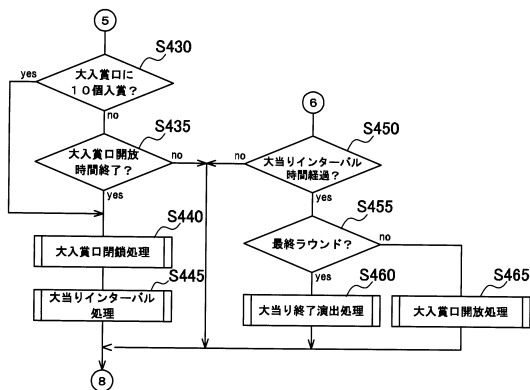 5
S430
大入賞口に
10個入賞?
yes
no
S435
大入賞口開放
時間終了?
no
yes
S440
大入賞口閉鎖処理
S445
大当りインターバル
処理
8
6
S450
大当りインターバル
時間経過?
no
yes
S455
最終ラウンド?
no
yes
S460
大当り終了演出処理
S465
大入賞口開放処理